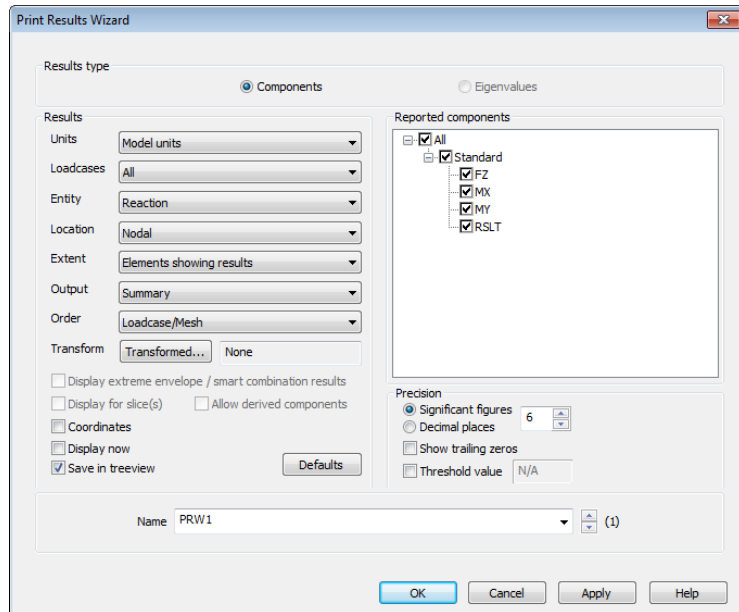 Print Results Wizard
Results type
Components
Eigenvalues
Results
Units
Model units
Loadcases
All
Entity
Reaction
Location
Nodal
Extent
Elements showing results
Output
Summary
Order
Loadcase/Mesh
Transform
Transformed...
None
Display extreme envelope / smart combination results
Display for slice(s)
Allow derived components
Coordinates
Display now
Save in treeview
Defaults
Reported components
All
Standard
FZ
MX
MY
RSLT
Precision
Significant figures
6
Decimal places
Show trailing zeros
Threshold value
N/A
Name
PRW1
(1)
OK
Cancel
Apply
Help